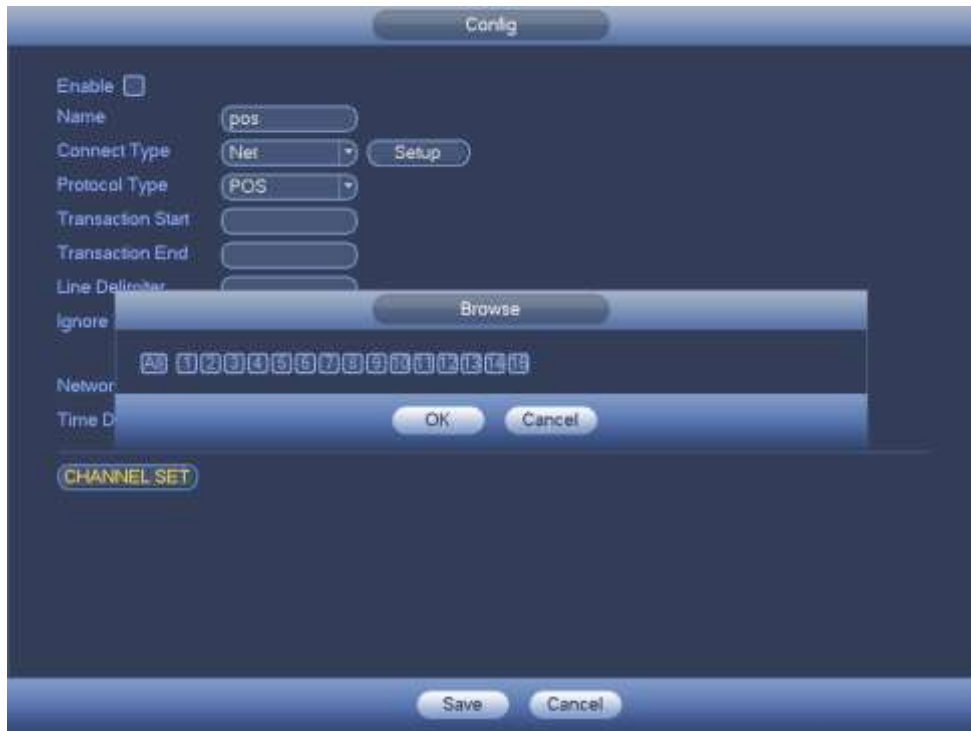 Config
Enable
Name pos
Connect Type Net Setup
Protocol Type POS
Transaction Start
Transaction End
Line Delimiter
Browse
Ignore
All 1 2 3 4 5 6 7 8 9 10 11 12 13 14 15
Networ
Time D OK Cancel
CHANNEL SET
Save Cancel